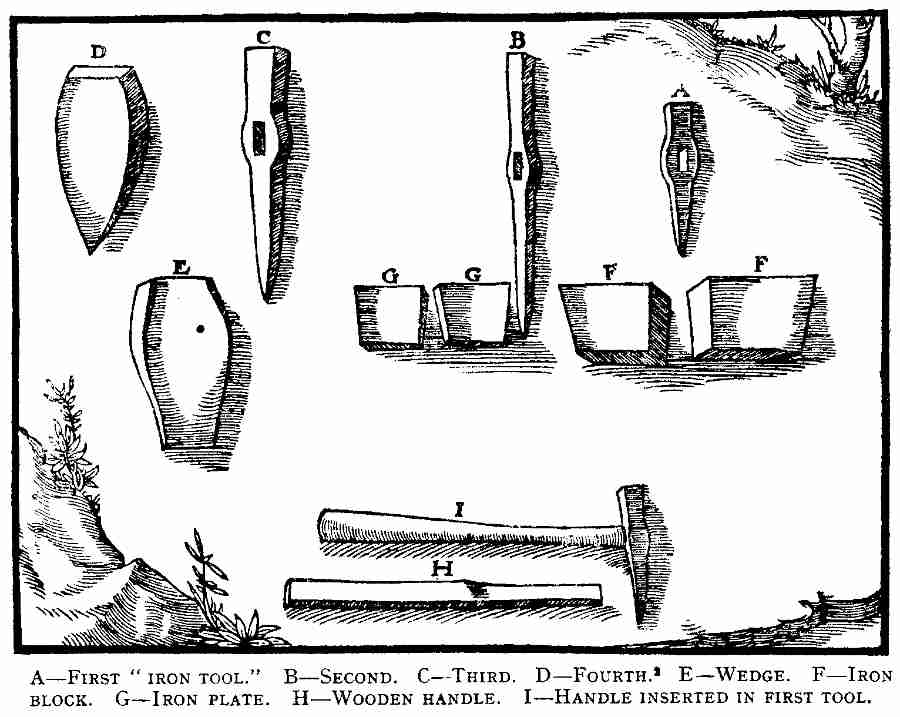 D C B A
E G G F F
I
H
A—First "iron tool." B—Second. C—Third. D—Fourth.² E—Wedge. F—Iron
block. G—Iron plate. H—Wooden handle. I—Handle inserted in first tool.